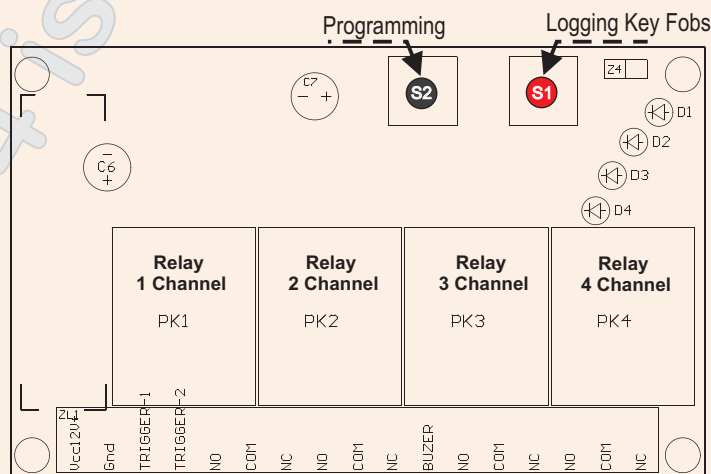 Programming
Logging Key Fobs
C7
− +
S2
S1
Z4
D1
D2
D3
D4
−
C6
+
Relay
1 Channel
PK1
Relay
2 Channel
PK2
Relay
3 Channel
PK3
Relay
4 Channel
PK4
ZL1
Vcc12V+
Gnd
TRIGGER-1
TRIGGER-2
NO
COM
NC
NO
COM
NC
BUZER
NO
COM
NC
NO
COM
NC